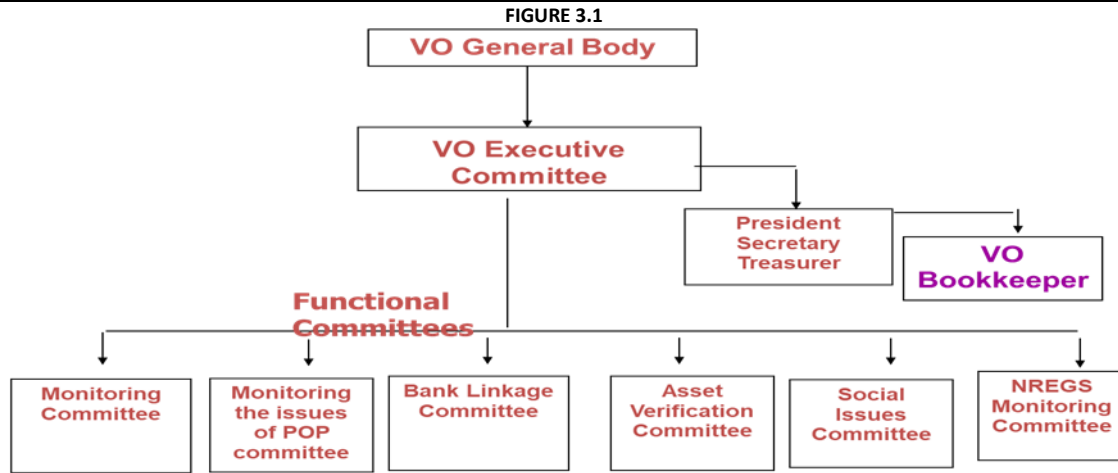 FIGURE 3.1
VO General Body
VO Executive
Committee
President
Secretary
Treasurer
VO
Bookkeeper
Functional
Committees
Monitoring
Committee
Monitoring
the issues
of POP
committee
Bank Linkage
Committee
Asset
Verification
Committee
Social
Issues
Committee
NREGS
Monitoring
Committee